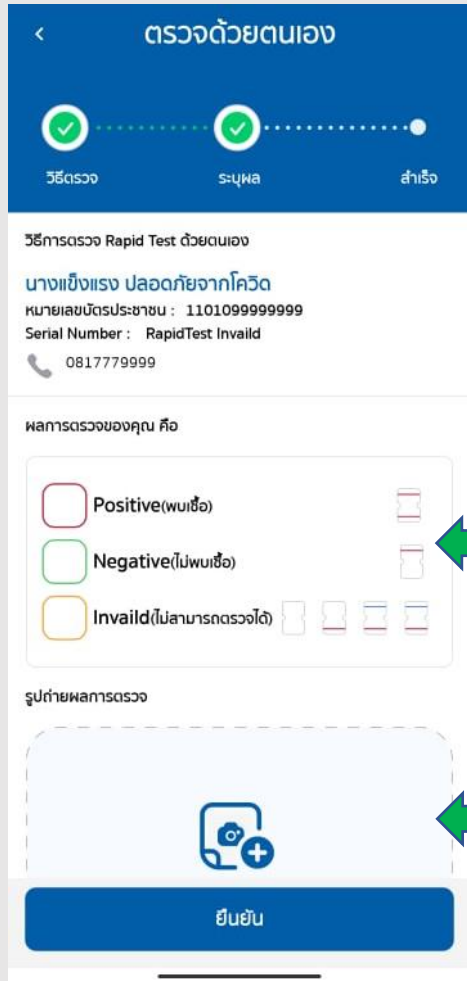 ตรวจด้วยตนเอง
วิธีตรวจ ระบุผล สำเร็จ
วิธีการตรวจ Rapid Test ด้วยตนเอง
นางแข็งแรง ปลอดภัยจากโควิด
หมายเลขบัตรประชาชน : 1101099999999
Serial Number : RapidTest Invaild
0817779999
ผลการตรวจของคุณ คือ
Positive(พบเชื้อ)
Negative(ไม่พบเชื้อ)
Invaild(ไม่สามารถตรวจได้)
รูปถ่ายผลการตรวจ
ยืนยัน